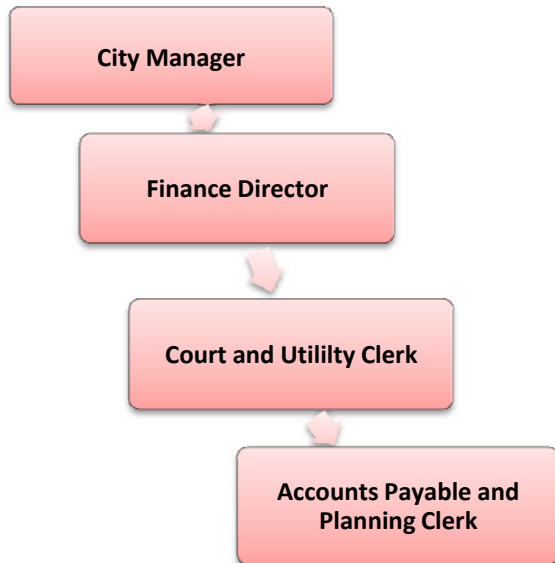 City Manager
Finance Director
Court and Utililty Clerk
Accounts Payable and
Planning Clerk